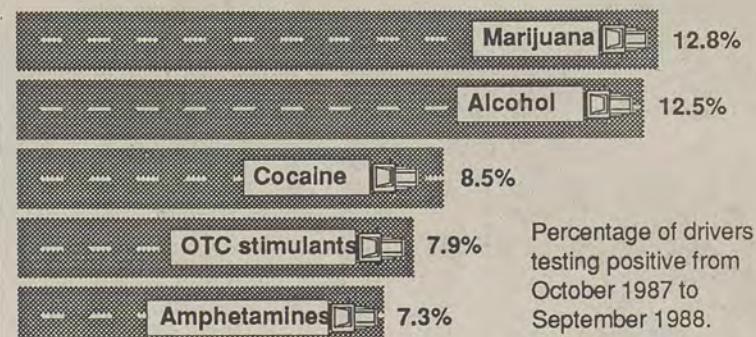 Marijuana 12.8%
Alcohol 12.5%
Cocaine 8.5%
OTC stimulants 7.9%
Amphetamines 7.3%
Percentage of drivers
testing positive from
October 1987 to
September 1988.